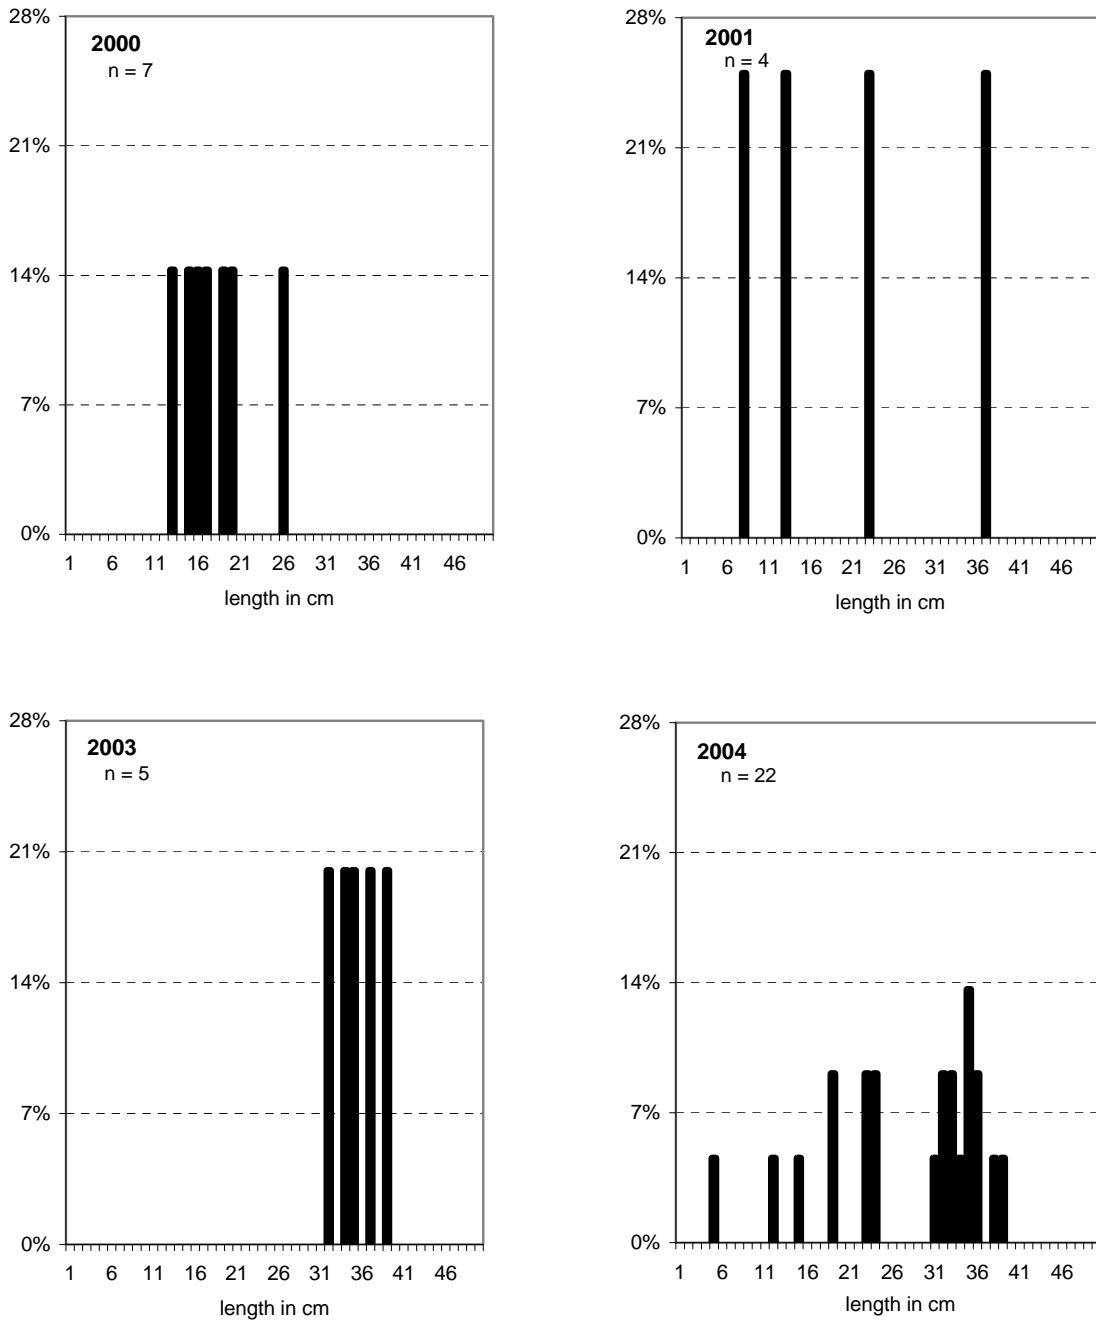 28%
2000
n = 7
21%
14%
7%
0%
1 6 11 16 21 26 31 36 41 46
length in cm
28%
2001
n = 4
21%
14%
7%
0%
1 6 11 16 21 26 31 36 41 46
length in cm
28%
2003
n = 5
21%
14%
7%
0%
1 6 11 16 21 26 31 36 41 46
length in cm
28%
2004
n = 22
21%
14%
7%
0%
1 6 11 16 21 26 31 36 41 46
length in cm